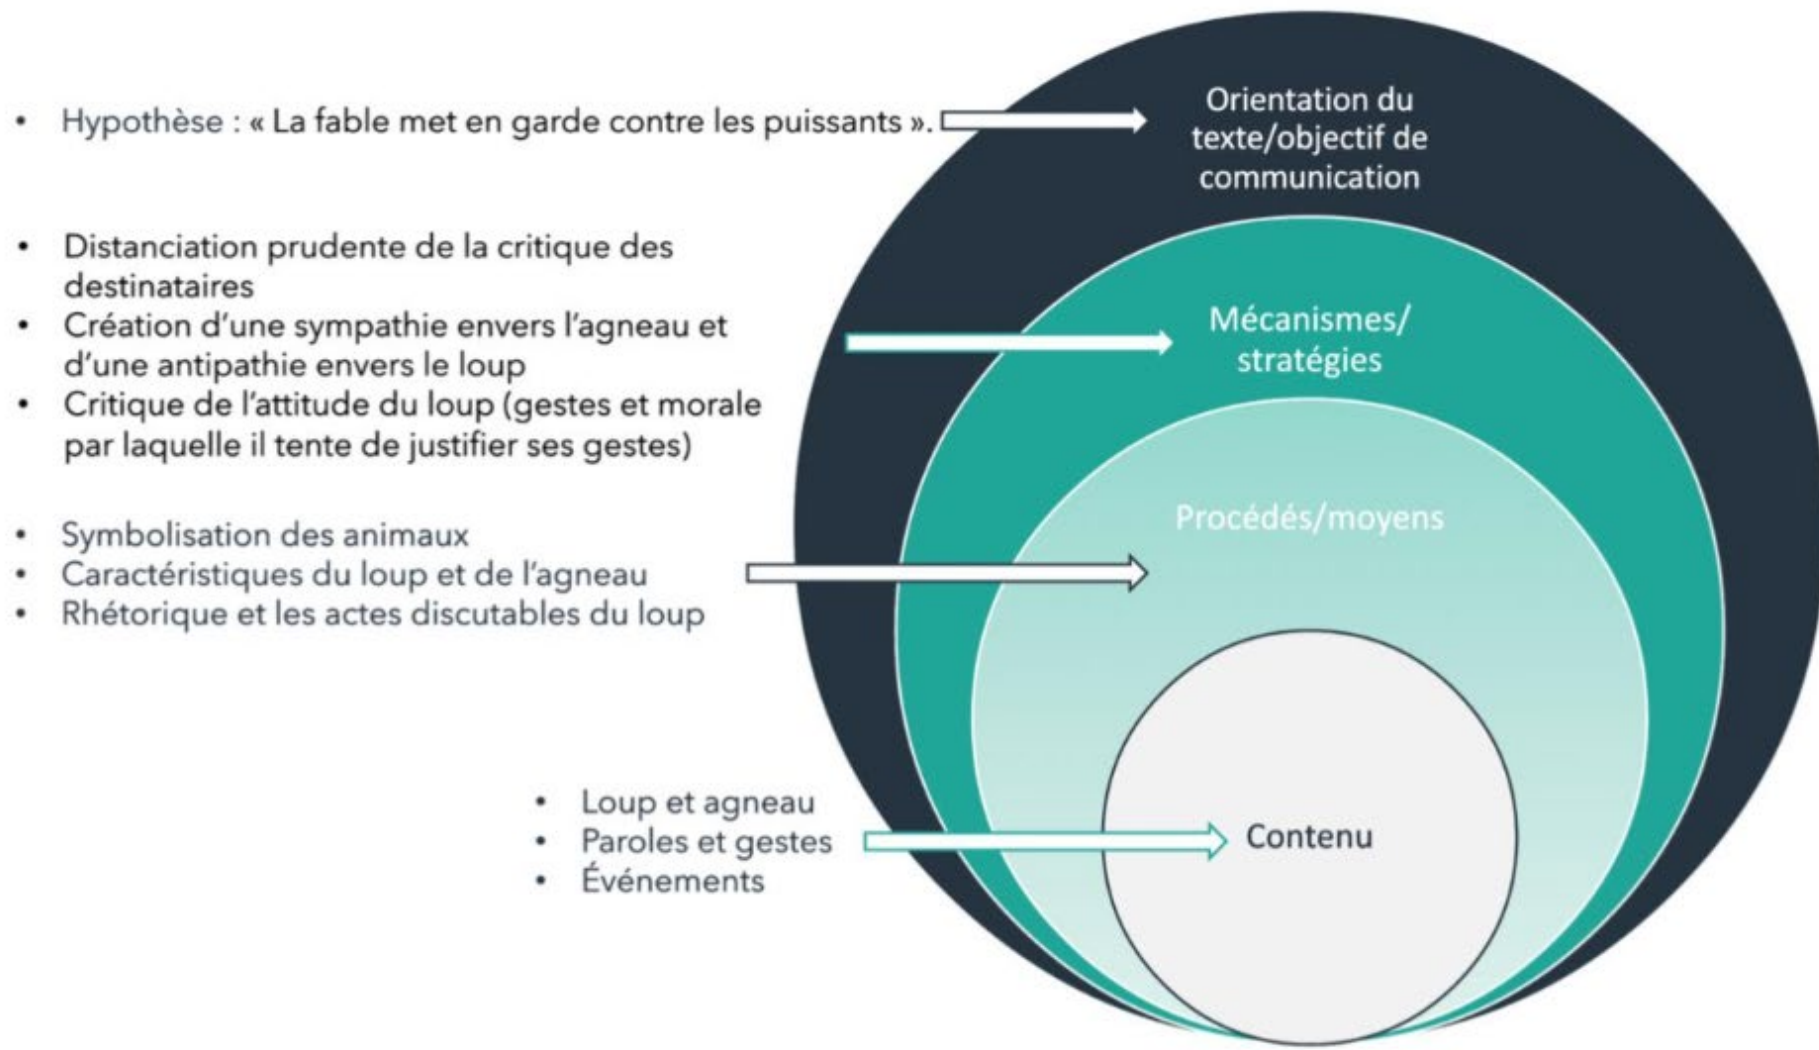 • Hypothèse : « La fable met en garde contre les puissants ».
Orientation du
texte/objectif de
communication
• Distanciation prudente de la critique des
destinataires
• Création d’une sympathie envers l’agneau et
d’une antipathie envers le loup
• Critique de l’attitude du loup (gestes et morale
par laquelle il tente de justifier ses gestes)
Mécanismes/
stratégies
• Symbolisation des animaux
• Caractéristiques du loup et de l’agneau
• Rhétorique et les actes discutables du loup
Procédés/moyens
• Loup et agneau
• Paroles et gestes
• Événements
Contenu